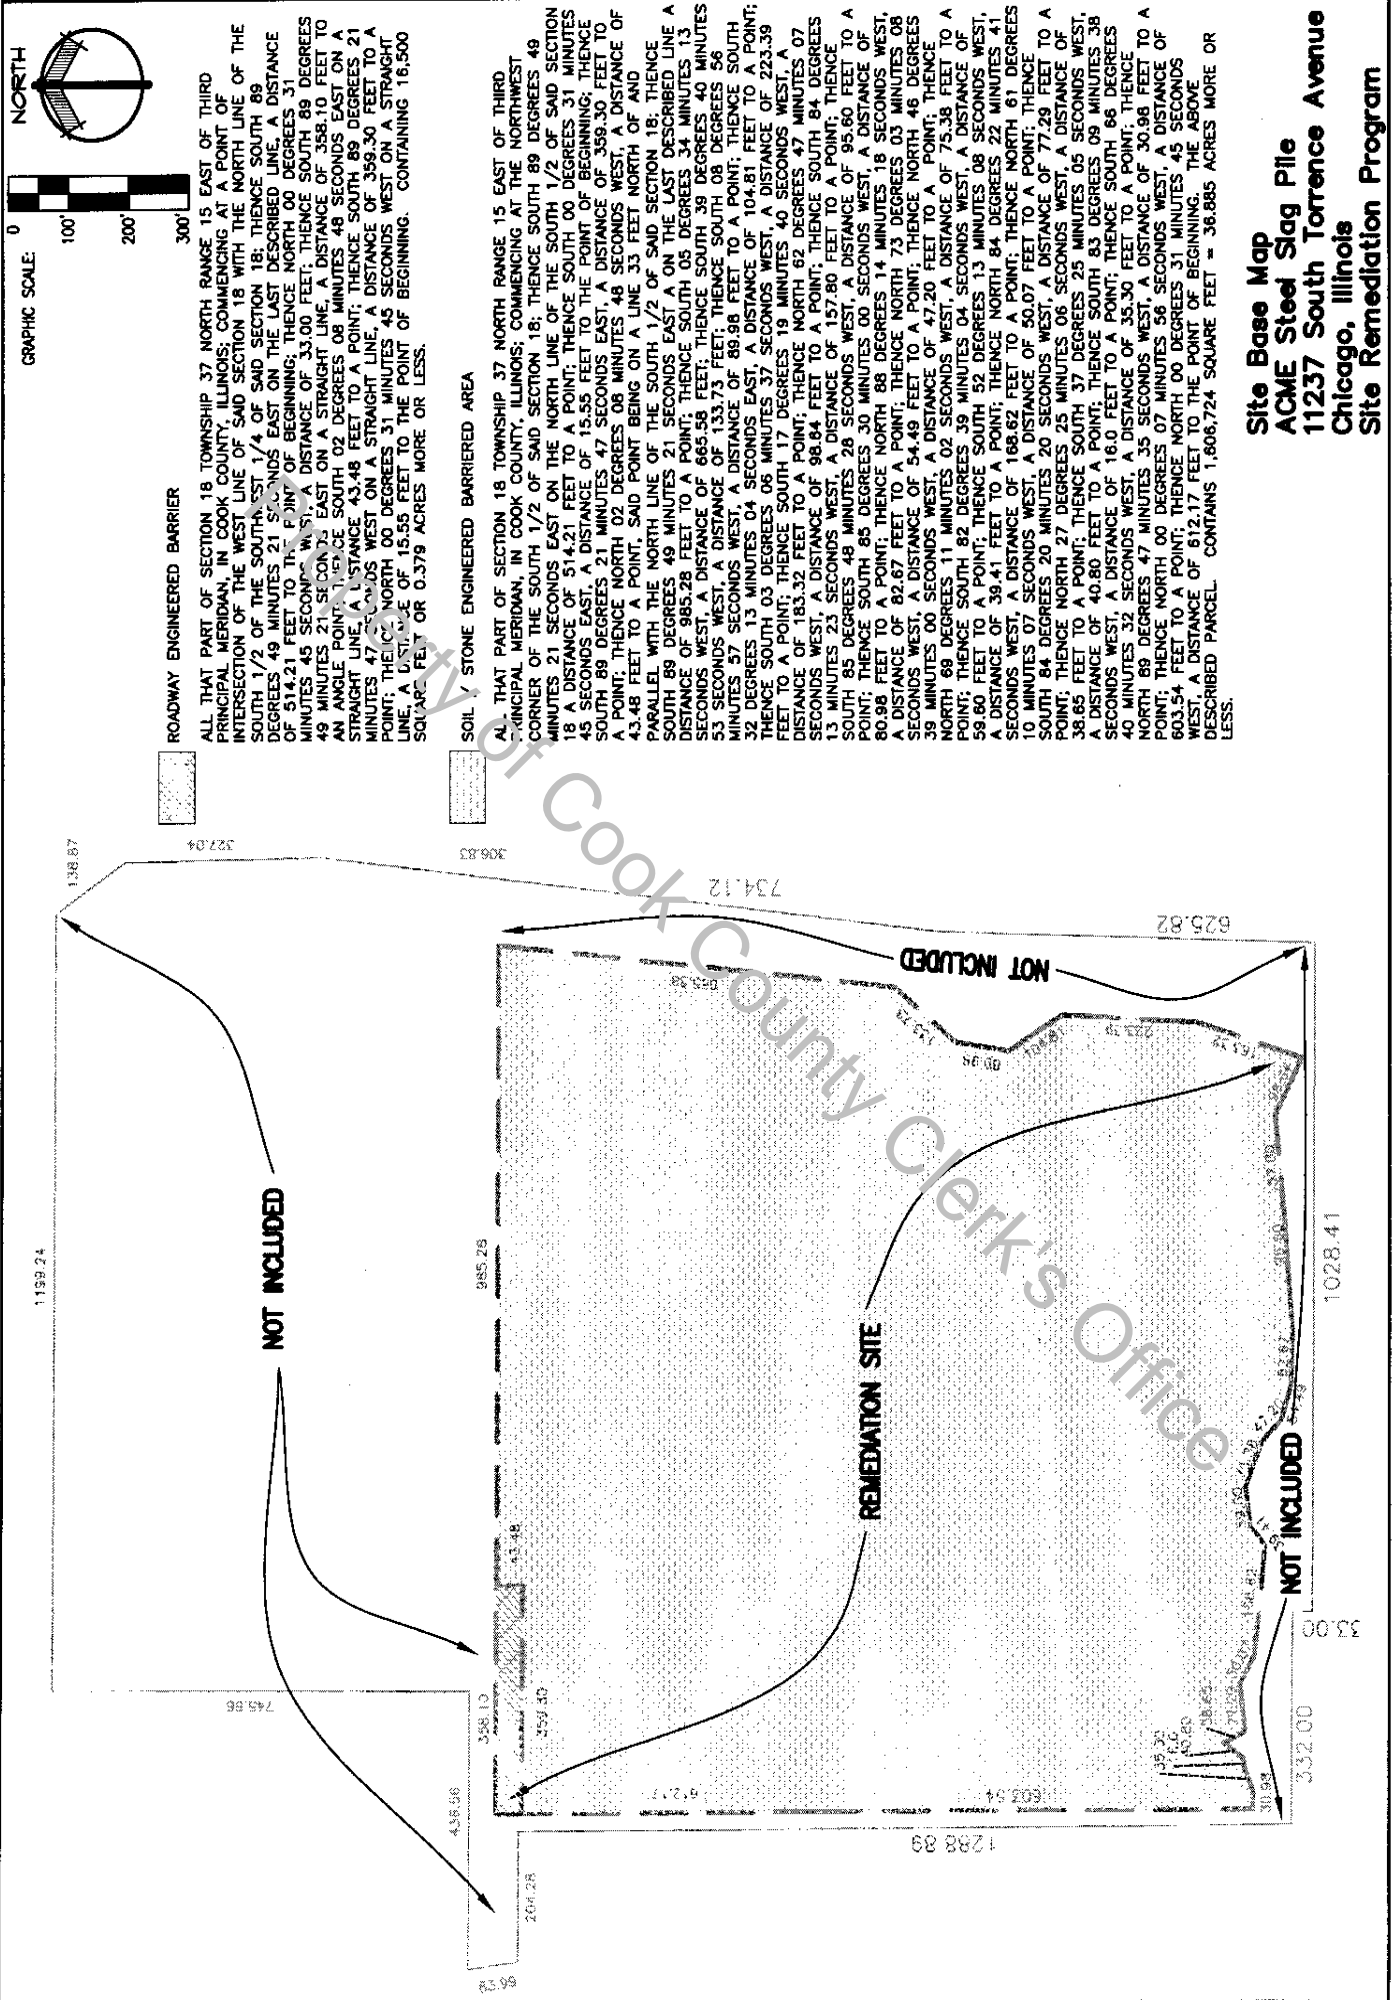 NORTH
GRAPHIC SCALE:
0
100'
200'
300'
ROADWAY ENGINEERED BARRIER
ALL THAT PART OF SECTION 18 TOWNSHIP 37 NORTH RANGE 15 EAST OF THIRD
PRINCIPAL MERIDIAN, IN COOK COUNTY, ILLINOIS; COMMENCING AT A POINT OF
INTERSECTION OF THE WEST LINE OF SAID SECTION 18 WITH THE NORTH LINE OF THE
SOUTH 1/2 OF THE SOUTHWEST 1/4 OF SAID SECTION 18; THENCE SOUTH 89
DEGREES 49 MINUTES 21 SECONDS EAST ON THE LAST DESCRIBED LINE, A DISTANCE
OF 514.21 FEET TO THE POINT OF BEGINNING; THENCE NORTH 00 DEGREES 31
MINUTES 45 SECONDS WEST, A DISTANCE OF 33.00 FEET; THENCE SOUTH 89 DEGREES
49 MINUTES 21 SECONDS EAST ON A STRAIGHT LINE, A DISTANCE OF 358.10 FEET TO
AN ANGLE POINT; THENCE SOUTH 02 DEGREES 08 MINUTES 48 SECONDS EAST ON A
STRAIGHT LINE, A DISTANCE 43.48 FEET TO A POINT; THENCE SOUTH 89 DEGREES 21
MINUTES 47 SECONDS WEST ON A STRAIGHT LINE, A DISTANCE OF 359.30 FEET TO A
POINT; THENCE NORTH 00 DEGREES 31 MINUTES 45 SECONDS WEST ON A STRAIGHT
LINE, A DISTANCE OF 15.55 FEET TO THE POINT OF BEGINNING. CONTAINING 16,500
SQUARE FEET OR 0.379 ACRES MORE OR LESS.
SOIL / STONE ENGINEERED BARRIERED AREA
ALL THAT PART OF SECTION 18 TOWNSHIP 37 NORTH RANGE 15 EAST OF THIRD
PRINCIPAL MERIDIAN, IN COOK COUNTY, ILLINOIS; COMMENCING AT THE NORTHWEST
CORNER OF THE SOUTH 1/2 OF SAID SECTION 18; THENCE SOUTH 89 DEGREES 49
MINUTES 21 SECONDS EAST ON THE NORTH LINE OF THE SOUTH 1/2 OF SAID SECTION
18 A DISTANCE OF 514.21 FEET TO A POINT; THENCE SOUTH 00 DEGREES 31 MINUTES
45 SECONDS EAST, A DISTANCE OF 15.55 FEET TO THE POINT OF BEGINNING; THENCE
SOUTH 89 DEGREES 21 MINUTES 47 SECONDS EAST, A DISTANCE OF 359.30 FEET TO
A POINT; THENCE NORTH 02 DEGREES 08 MINUTES 48 SECONDS WEST, A DISTANCE OF
43.48 FEET TO A POINT, SAID POINT BEING ON A LINE 33 FEET NORTH OF AND
PARALLEL WITH THE NORTH LINE OF THE SOUTH 1/2 OF SAID SECTION 18; THENCE
SOUTH 89 DEGREES 49 MINUTES 21 SECONDS EAST ON THE LAST DESCRIBED LINE A
DISTANCE OF 985.28 FEET TO A POINT; THENCE SOUTH 05 DEGREES 34 MINUTES 13
SECONDS WEST, A DISTANCE OF 665.58 FEET; THENCE SOUTH 39 DEGREES 40 MINUTES
53 SECONDS WEST, A DISTANCE OF 133.73 FEET; THENCE SOUTH 08 DEGREES 56
MINUTES 57 SECONDS WEST, A DISTANCE OF 89.98 FEET TO A POINT; THENCE SOUTH
32 DEGREES 13 MINUTES 04 SECONDS EAST, A DISTANCE OF 104.81 FEET TO A POINT;
THENCE SOUTH 03 DEGREES 06 MINUTES 37 SECONDS WEST, A DISTANCE OF 223.39
FEET TO A POINT; THENCE SOUTH 17 DEGREES 19 MINUTES 40 SECONDS WEST, A
DISTANCE OF 183.32 FEET TO A POINT; THENCE NORTH 62 DEGREES 47 MINUTES 07
SECONDS WEST, A DISTANCE OF 98.64 FEET TO A POINT; THENCE SOUTH 84 DEGREES
13 MINUTES 23 SECONDS WEST, A DISTANCE OF 157.80 FEET TO A POINT; THENCE
SOUTH 85 DEGREES 48 MINUTES 28 SECONDS WEST, A DISTANCE OF 95.60 FEET TO A
POINT; THENCE SOUTH 85 DEGREES 30 MINUTES 00 SECONDS WEST, A DISTANCE OF
80.98 FEET TO A POINT; THENCE NORTH 88 DEGREES 14 MINUTES 18 SECONDS WEST,
A DISTANCE OF 82.67 FEET TO A POINT; THENCE NORTH 73 DEGREES 03 MINUTES 08
SECONDS WEST, A DISTANCE OF 54.49 FEET TO A POINT; THENCE NORTH 46 DEGREES
39 MINUTES 00 SECONDS WEST, A DISTANCE OF 47.20 FEET TO A POINT; THENCE
NORTH 69 DEGREES 11 MINUTES 02 SECONDS WEST, A DISTANCE OF 75.38 FEET TO A
POINT; THENCE SOUTH 82 DEGREES 39 MINUTES 04 SECONDS WEST, A DISTANCE OF
59.60 FEET TO A POINT; THENCE SOUTH 52 DEGREES 13 MINUTES 08 SECONDS WEST,
A DISTANCE OF 39.41 FEET TO A POINT; THENCE NORTH 84 DEGREES 22 MINUTES 41
SECONDS WEST, A DISTANCE OF 168.62 FEET TO A POINT; THENCE NORTH 61 DEGREES
10 MINUTES 07 SECONDS WEST, A DISTANCE OF 50.07 FEET TO A POINT; THENCE
SOUTH 84 DEGREES 20 MINUTES 20 SECONDS WEST, A DISTANCE OF 77.29 FEET TO A
POINT; THENCE NORTH 27 DEGREES 25 MINUTES 06 SECONDS WEST, A DISTANCE OF
38.65 FEET TO A POINT; THENCE SOUTH 37 DEGREES 25 MINUTES 05 SECONDS WEST,
A DISTANCE OF 40.80 FEET TO A POINT; THENCE SOUTH 83 DEGREES 09 MINUTES 38
SECONDS WEST, A DISTANCE OF 16.0 FEET TO A POINT; THENCE SOUTH 66 DEGREES
40 MINUTES 32 SECONDS WEST, A DISTANCE OF 35.30 FEET TO A POINT; THENCE
NORTH 89 DEGREES 47 MINUTES 35 SECONDS WEST, A DISTANCE OF 30.98 FEET TO A
POINT; THENCE NORTH 00 DEGREES 07 MINUTES 56 SECONDS WEST, A DISTANCE OF
603.54 FEET TO A POINT; THENCE NORTH 00 DEGREES 31 MINUTES 45 SECONDS
WEST, A DISTANCE OF 612.17 FEET TO THE POINT OF BEGINNING. THE ABOVE
DESCRIBED PARCEL CONTAINS 1,606,724 SQUARE FEET = 36.885 ACRES MORE OR
LESS.
Site Base Map
ACME Steel Slag Pile
11237 South Torrence Avenue
Chicago, Illinois
Site Remediation Program
1199.24
138.87
327.04
306.83
734.12
625.82
NOT INCLUDED
745.66
436.56
63.99
204.28
358.10
359.30
43.48
985.28
NOT INCLUDED
133.73
89.98
104.81
223.39
REMEDIATION SITE
612.17
603.54
1288.89
35.30
40.80
38.65
30.98
82.67
47.20
NOT INCLUDED
332.00
33.00
1028.41
Property of Cook County Clerk's Office